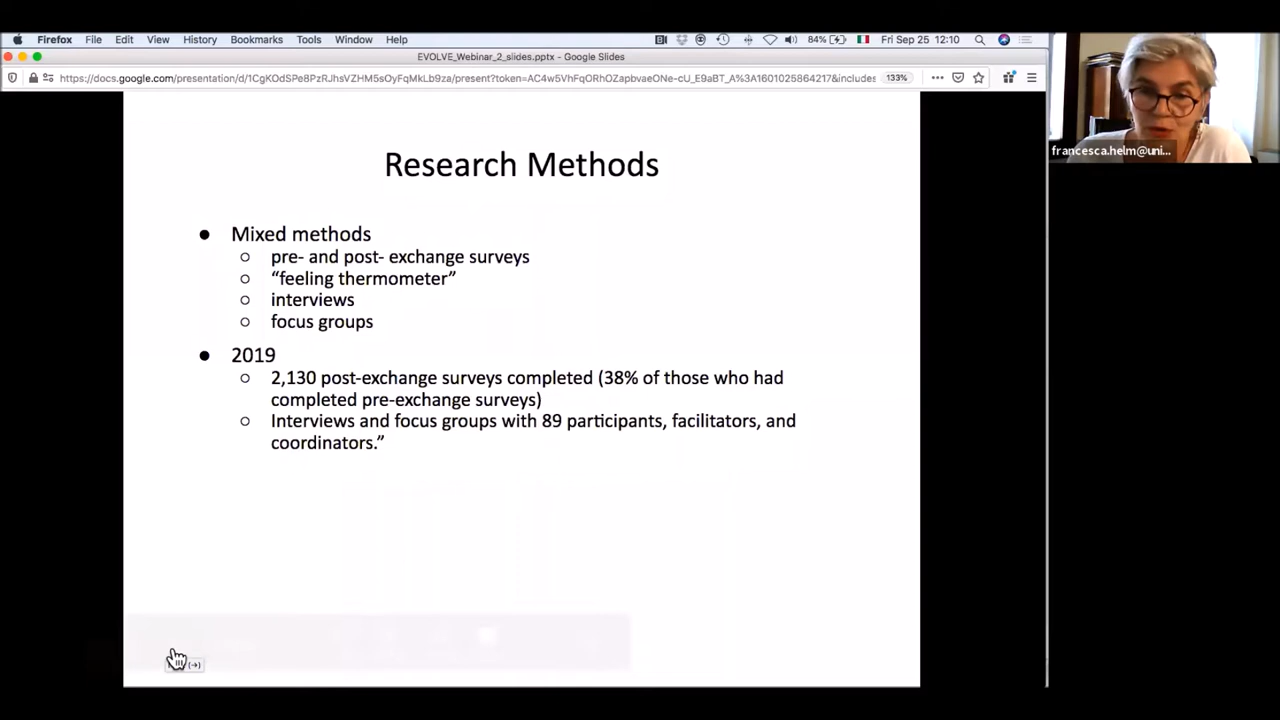 Firefox File Edit View History Bookmarks Tools Window Help 84% Fri Sep 25 12:10
EVOLVE_Webinar_2_slides.pptx - Google Slides
133%
francesca.helm@uni...
Research Methods
● Mixed methods
○ pre- and post- exchange surveys
○ “feeling thermometer”
○ interviews
○ focus groups
● 2019
○ 2,130 post-exchange surveys completed (38% of those who had
completed pre-exchange surveys)
○ Interviews and focus groups with 89 participants, facilitators, and
coordinators.”